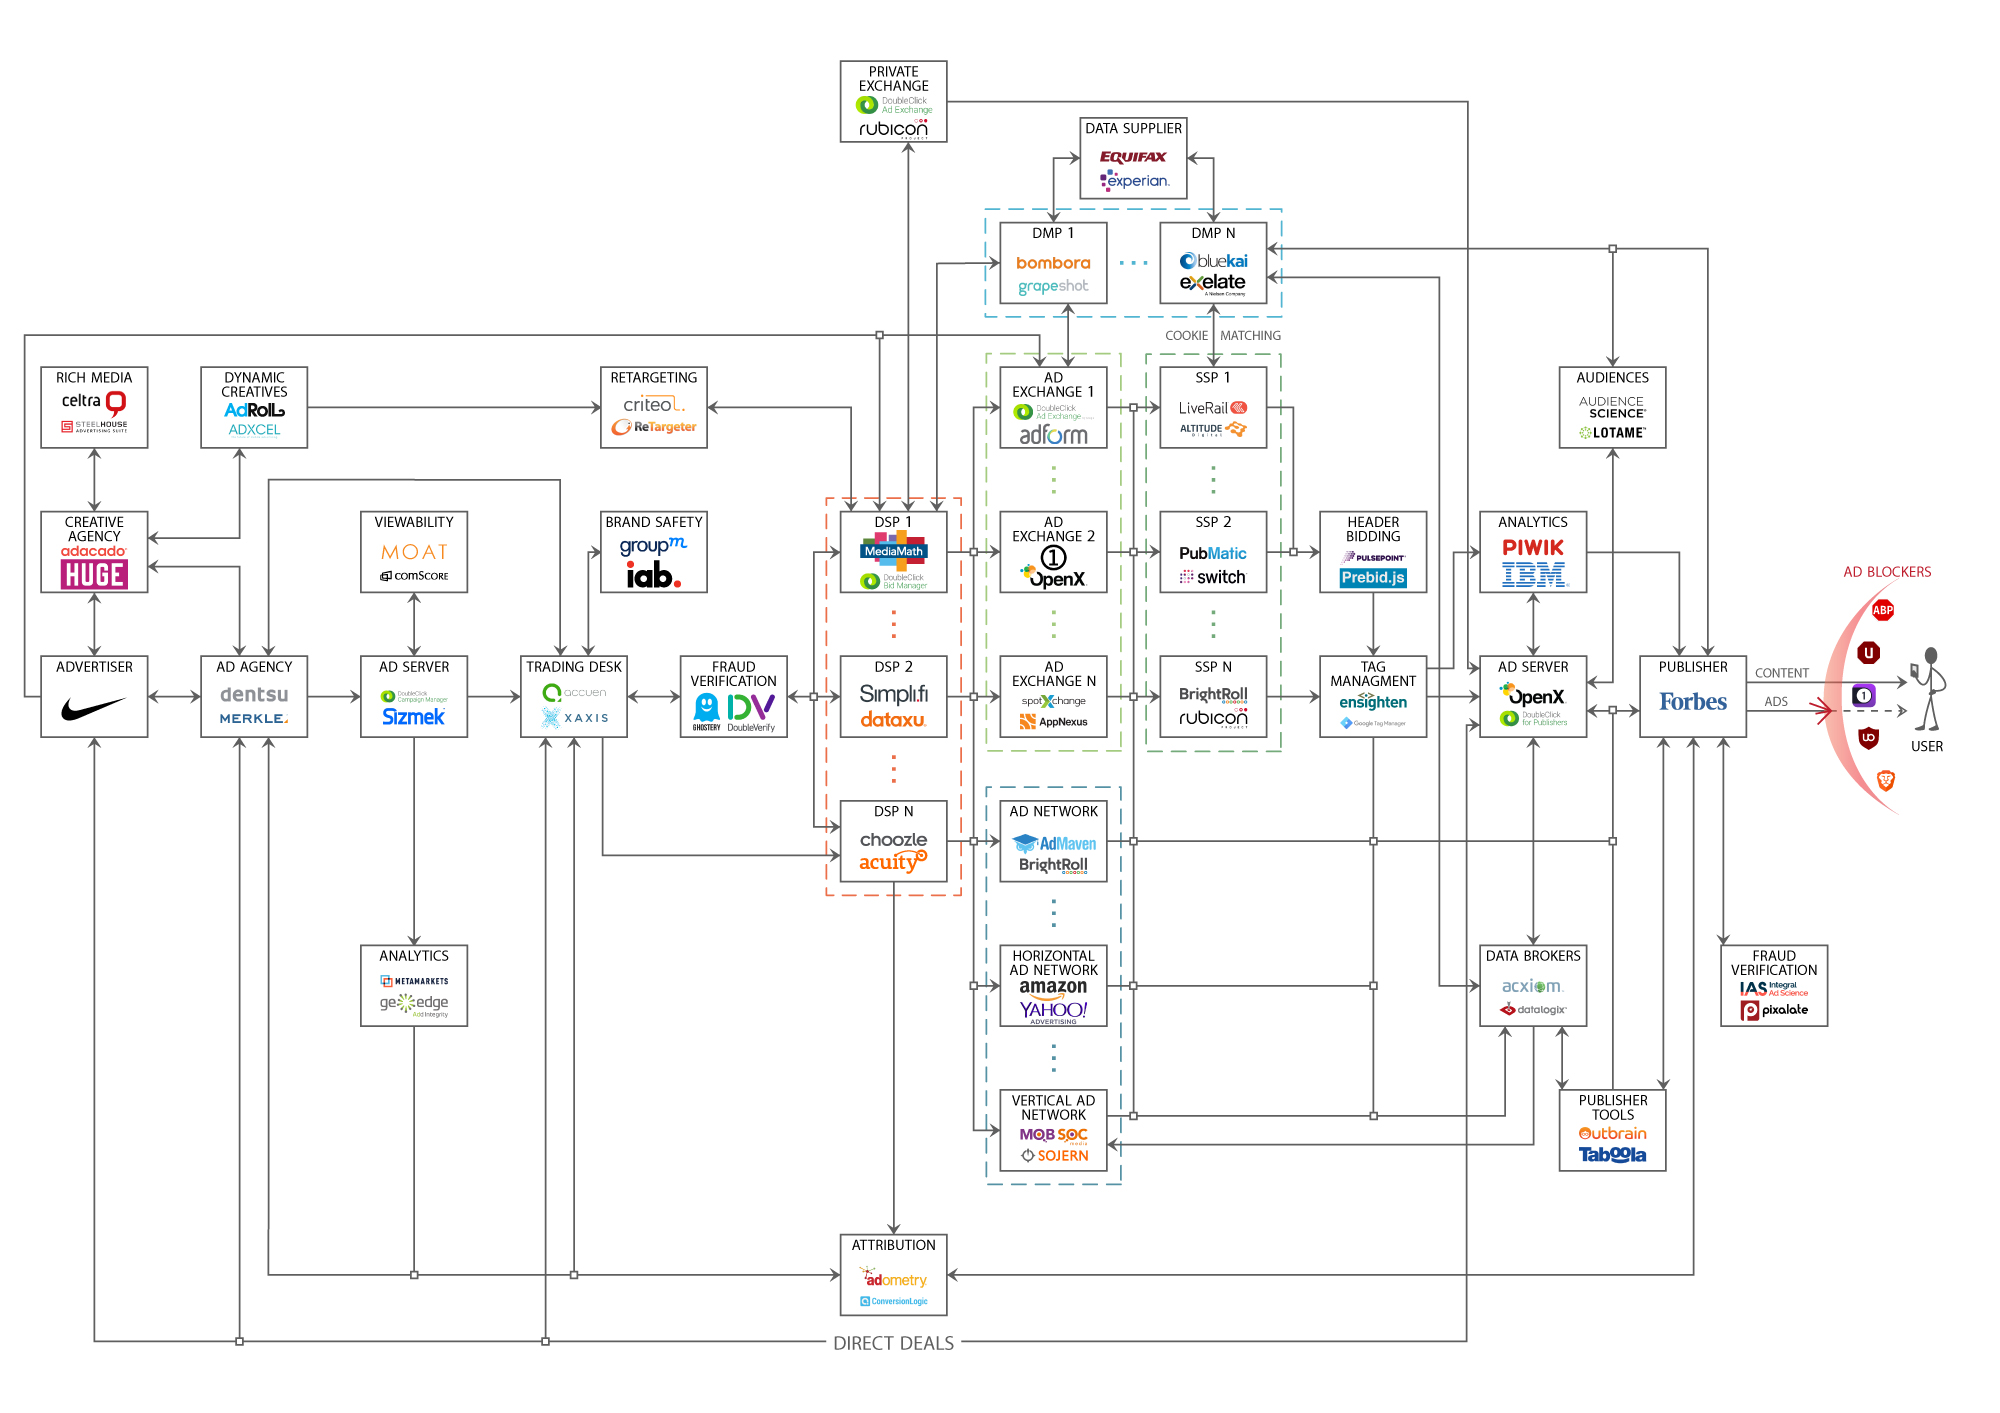 PRIVATE
EXCHANGE
DoubleClick
Ad Exchange
rubicon
PROJECT
DATA SUPPLIER
EQUIFAX
experian.
DMP 1
bombora
grapeshot
DMP N
bluekai
eXelate
A Nielsen Company
COOKIE MATCHING
RICH MEDIA
celtra
STEELHOUSE
ADVERTISING SUITE
DYNAMIC
CREATIVES
AdRoll
ADXCEL
RETARGETING
criteo
ReTargeter
AD
EXCHANGE 1
DoubleClick
Ad Exchange
adform
SSP 1
LiveRail
ALTITUDE
Digital
AUDIENCES
AUDIENCE
SCIENCE
LOTAME™
CREATIVE
AGENCY
adacado
HUGE
VIEWABILITY
MOAT
comScore
BRAND SAFETY
groupm
iab.
DSP 1
MediaMath
DoubleClick
Bid Manager
AD
EXCHANGE 2
1
OpenX
SSP 2
PubMatic
switch
HEADER
BIDDING
PULSEPOINT
Prebid.js
ANALYTICS
PIWIK
IBM
ADVERTISER
AD AGENCY
dentsu
MERKLE
AD SERVER
DoubleClick
Campaign Manager
Sizmek
TRADING DESK
accuen
XAXIS
FRAUD
VERIFICATION
GHOSTERY
DV
DoubleVerify
DSP 2
Simpli.fi
dataxu
AD
EXCHANGE N
spotXchange
AppNexus
SSP N
BrightRoll
rubicon
PROJECT
TAG
MANAGMENT
ensighten
Google Tag Manager
AD SERVER
OpenX
DoubleClick
for Publishers
PUBLISHER
Forbes
CONTENT
ADS
AD BLOCKERS
ABP
U
1
UO
USER
DSP N
choozle
acuity
AD NETWORK
AdMaven
BrightRoll
ANALYTICS
METAMARKETS
geoedge
Add Integrity
HORIZONTAL
AD NETWORK
amazon
YAHOO!
ADVERTISING
DATA BROKERS
acxiom
datalogix
FRAUD
VERIFICATION
IAS Integral
Ad Science
pixalate
VERTICAL AD
NETWORK
MOBSOC
media
SOJERN
PUBLISHER
TOOLS
Outbrain
Taboola
ATTRIBUTION
adometry
ConversionLogic
DIRECT DEALS